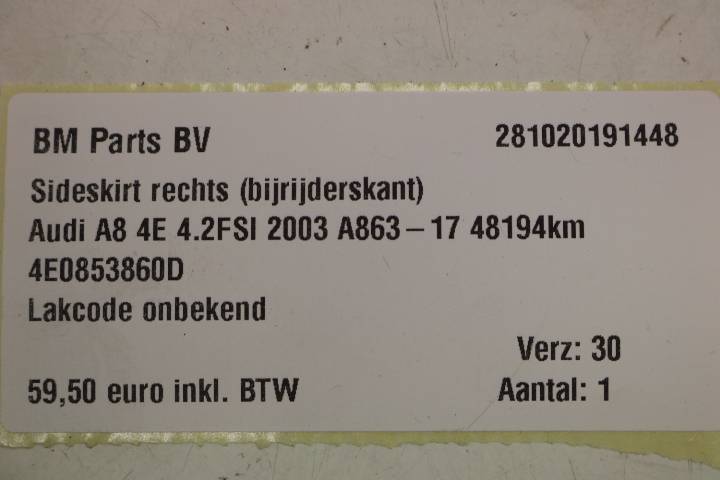 BM Parts BV 281020191448
Sideskirt rechts (bijrijderskant)
Audi A8 4E 4.2FSI 2003 A863-17 48194km
4E0853860D
Lakcode onbekend
Verz: 30
59,50 euro inkl. BTW Aantal: 1